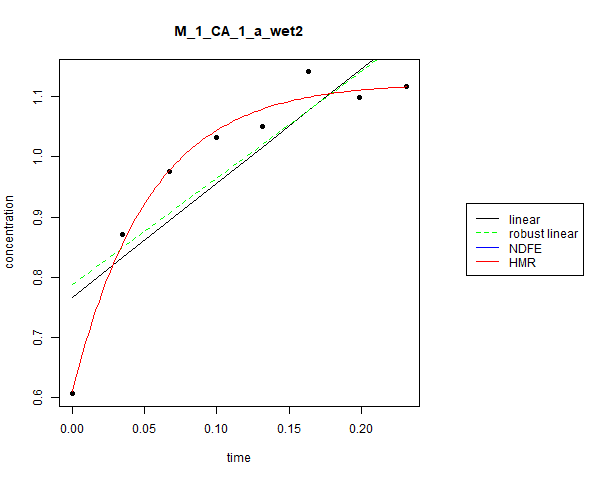 M_1_CA_1_a_wet2
concentration
1.1
1.0
0.9
0.8
0.7
0.6
0.00 0.05 0.10 0.15 0.20
time
linear
robust linear
NDFE
HMR